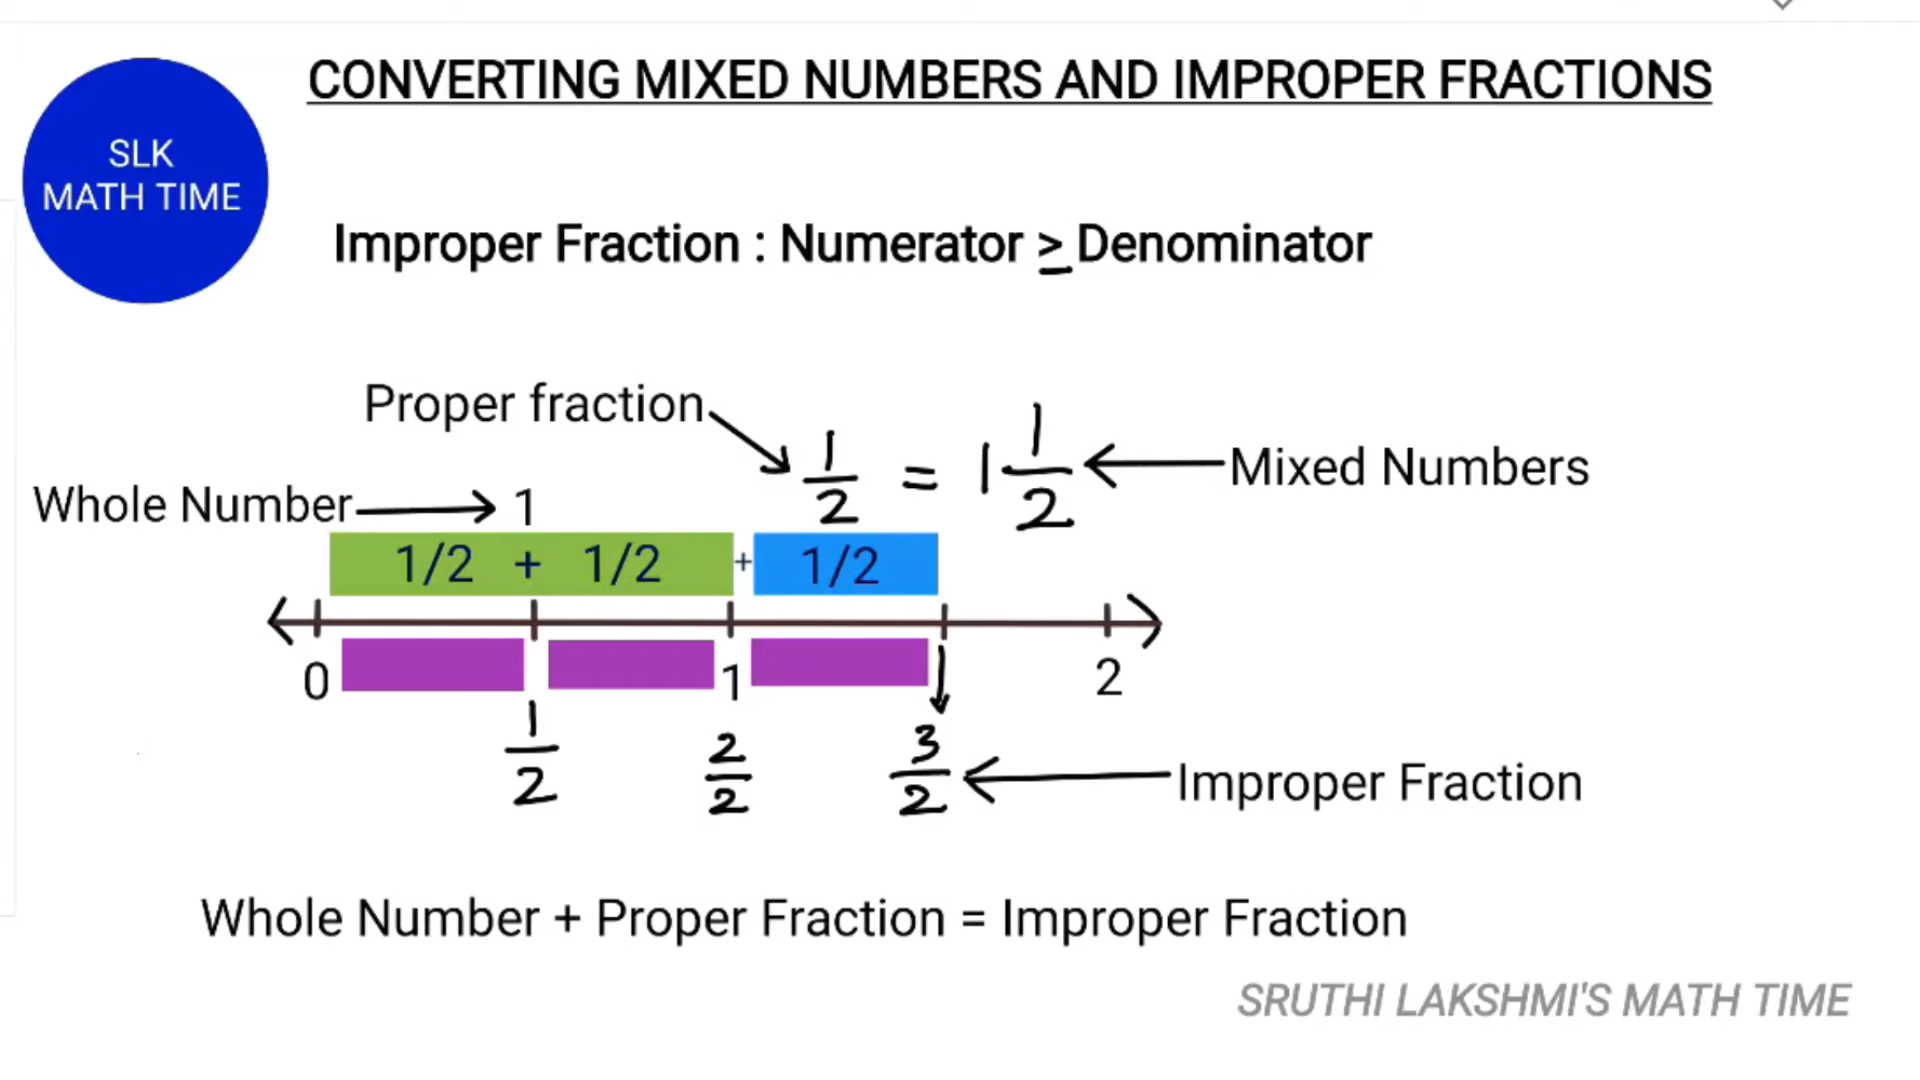 CONVERTING MIXED NUMBERS AND IMPROPER FRACTIONS
SLK
MATH TIME
Improper Fraction : Numerator ≥ Denominator
Proper fraction
1/2 = 1 1/2
Mixed Numbers
Whole Number
1
1/2 + 1/2 + 1/2
0 1 2
1/2 2/2 3/2
Improper Fraction
Whole Number + Proper Fraction = Improper Fraction
SRUTHI LAKSHMI'S MATH TIME